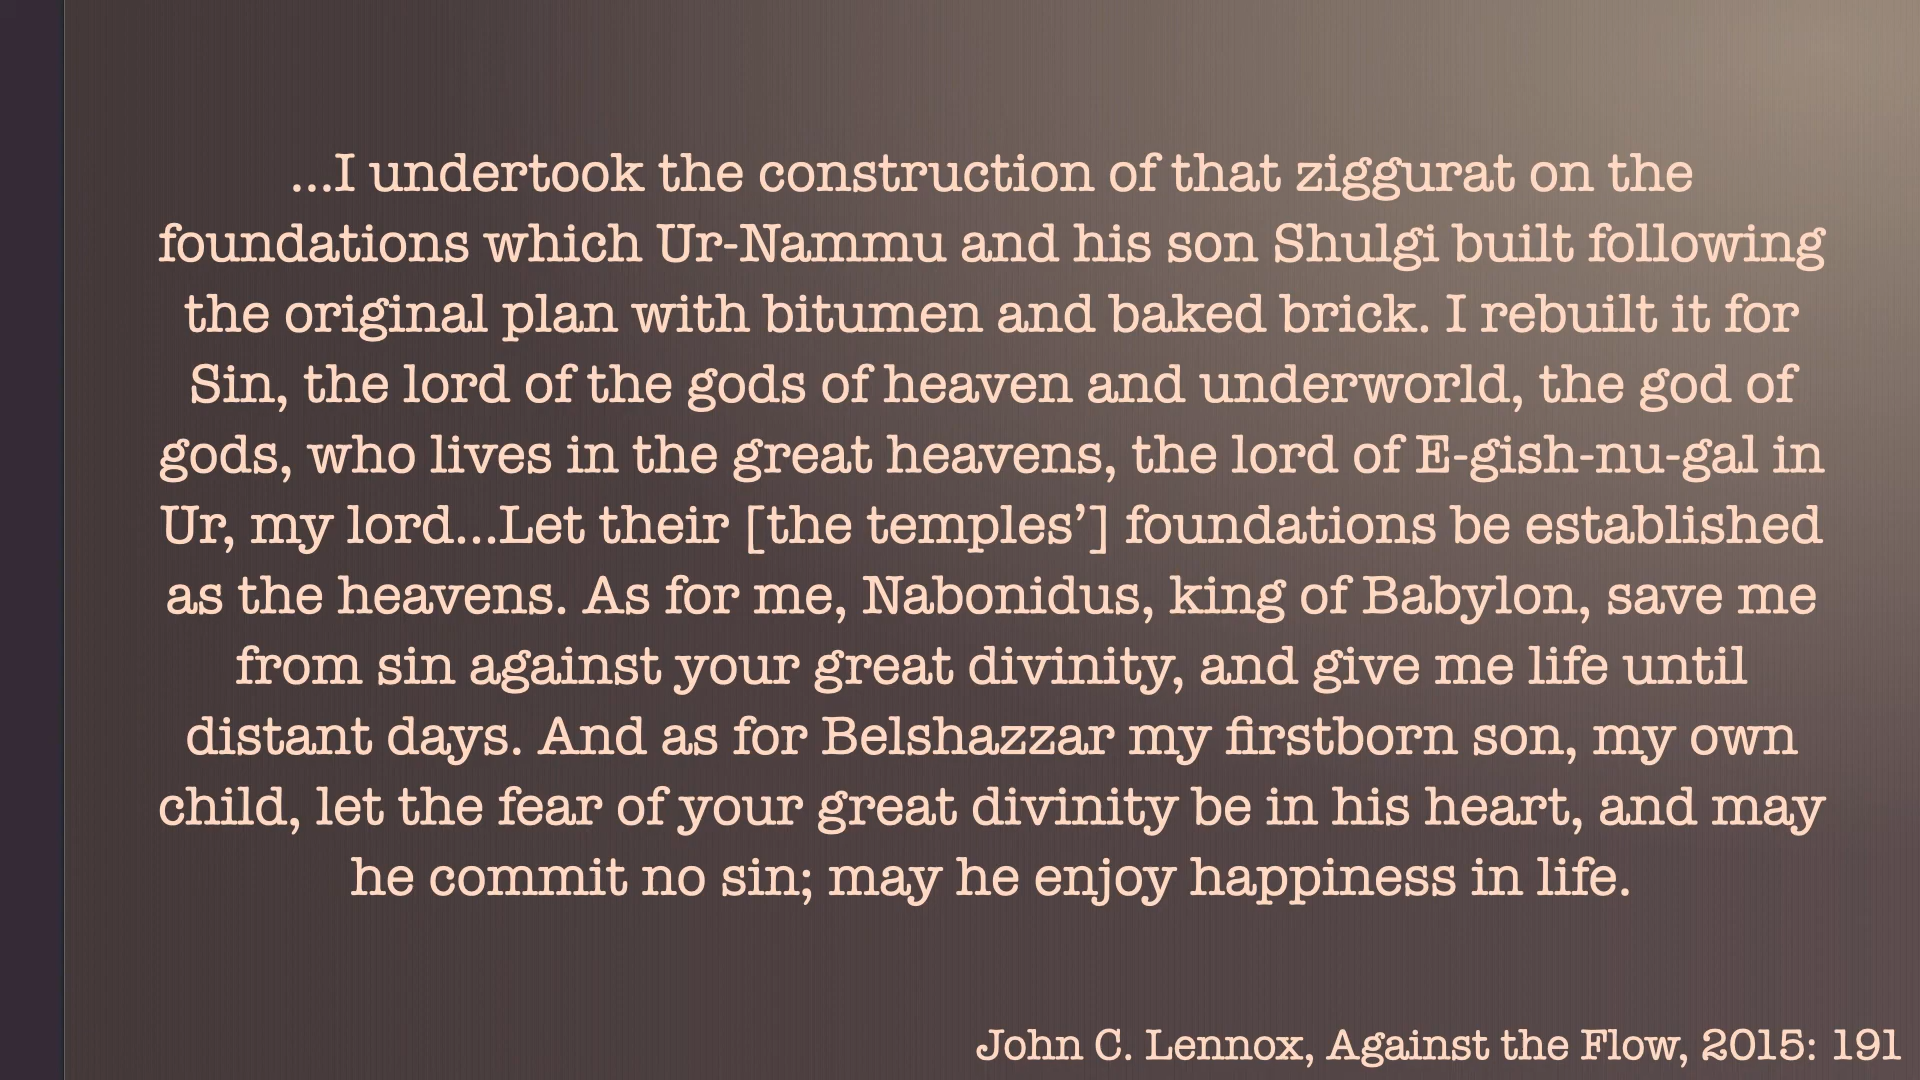 ...I undertook the construction of that ziggurat on the
foundations which Ur-Nammu and his son Shulgi built following
the original plan with bitumen and baked brick. I rebuilt it for
Sin, the lord of the gods of heaven and underworld, the god of
gods, who lives in the great heavens, the lord of E-gish-nu-gal in
Ur, my lord...Let their [the temples’] foundations be established
as the heavens. As for me, Nabonidus, king of Babylon, save me
from sin against your great divinity, and give me life until
distant days. And as for Belshazzar my firstborn son, my own
child, let the fear of your great divinity be in his heart, and may
he commit no sin; may he enjoy happiness in life.
John C. Lennox, Against the Flow, 2015: 191